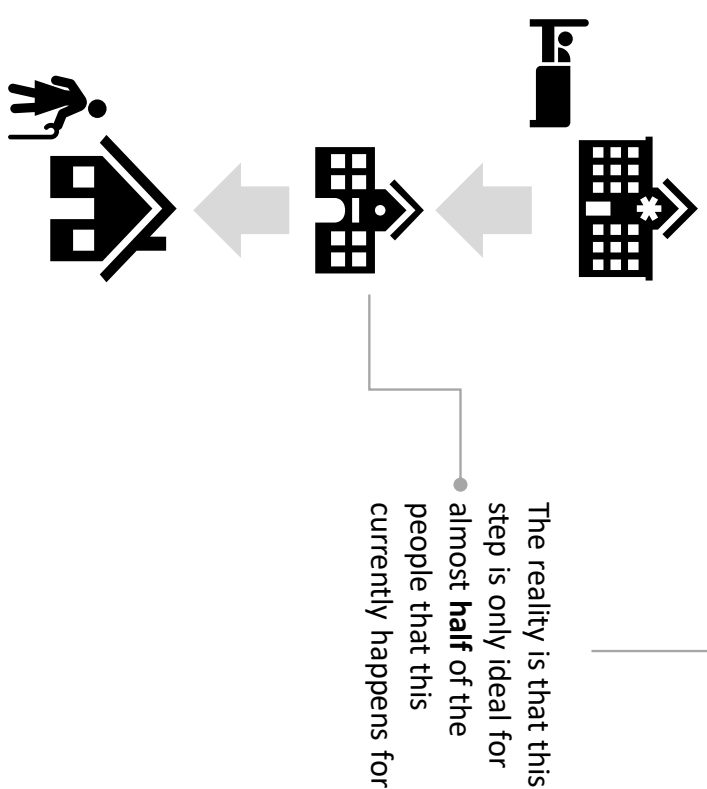 The reality is that this
step is only ideal for
almost half of the
people that this
currently happens for